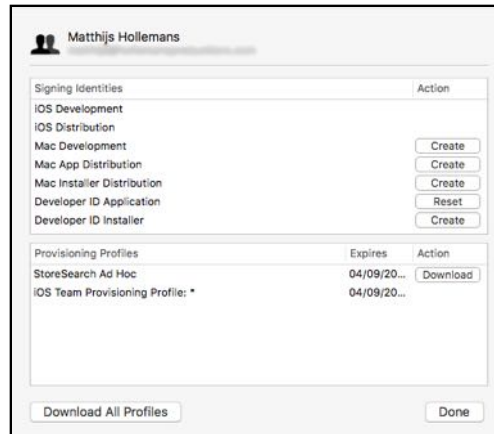 Matthijs Hollemans
Signing Identities Action
iOS Development
iOS Distribution
Mac Development Create
Mac App Distribution Create
Mac Installer Distribution Create
Developer ID Application Reset
Developer ID Installer Create
Provisioning Profiles Expires Action
StoreSearch Ad Hoc 04/09/20... Download
iOS Team Provisioning Profile: * 04/09/20...
Download All Profiles Done